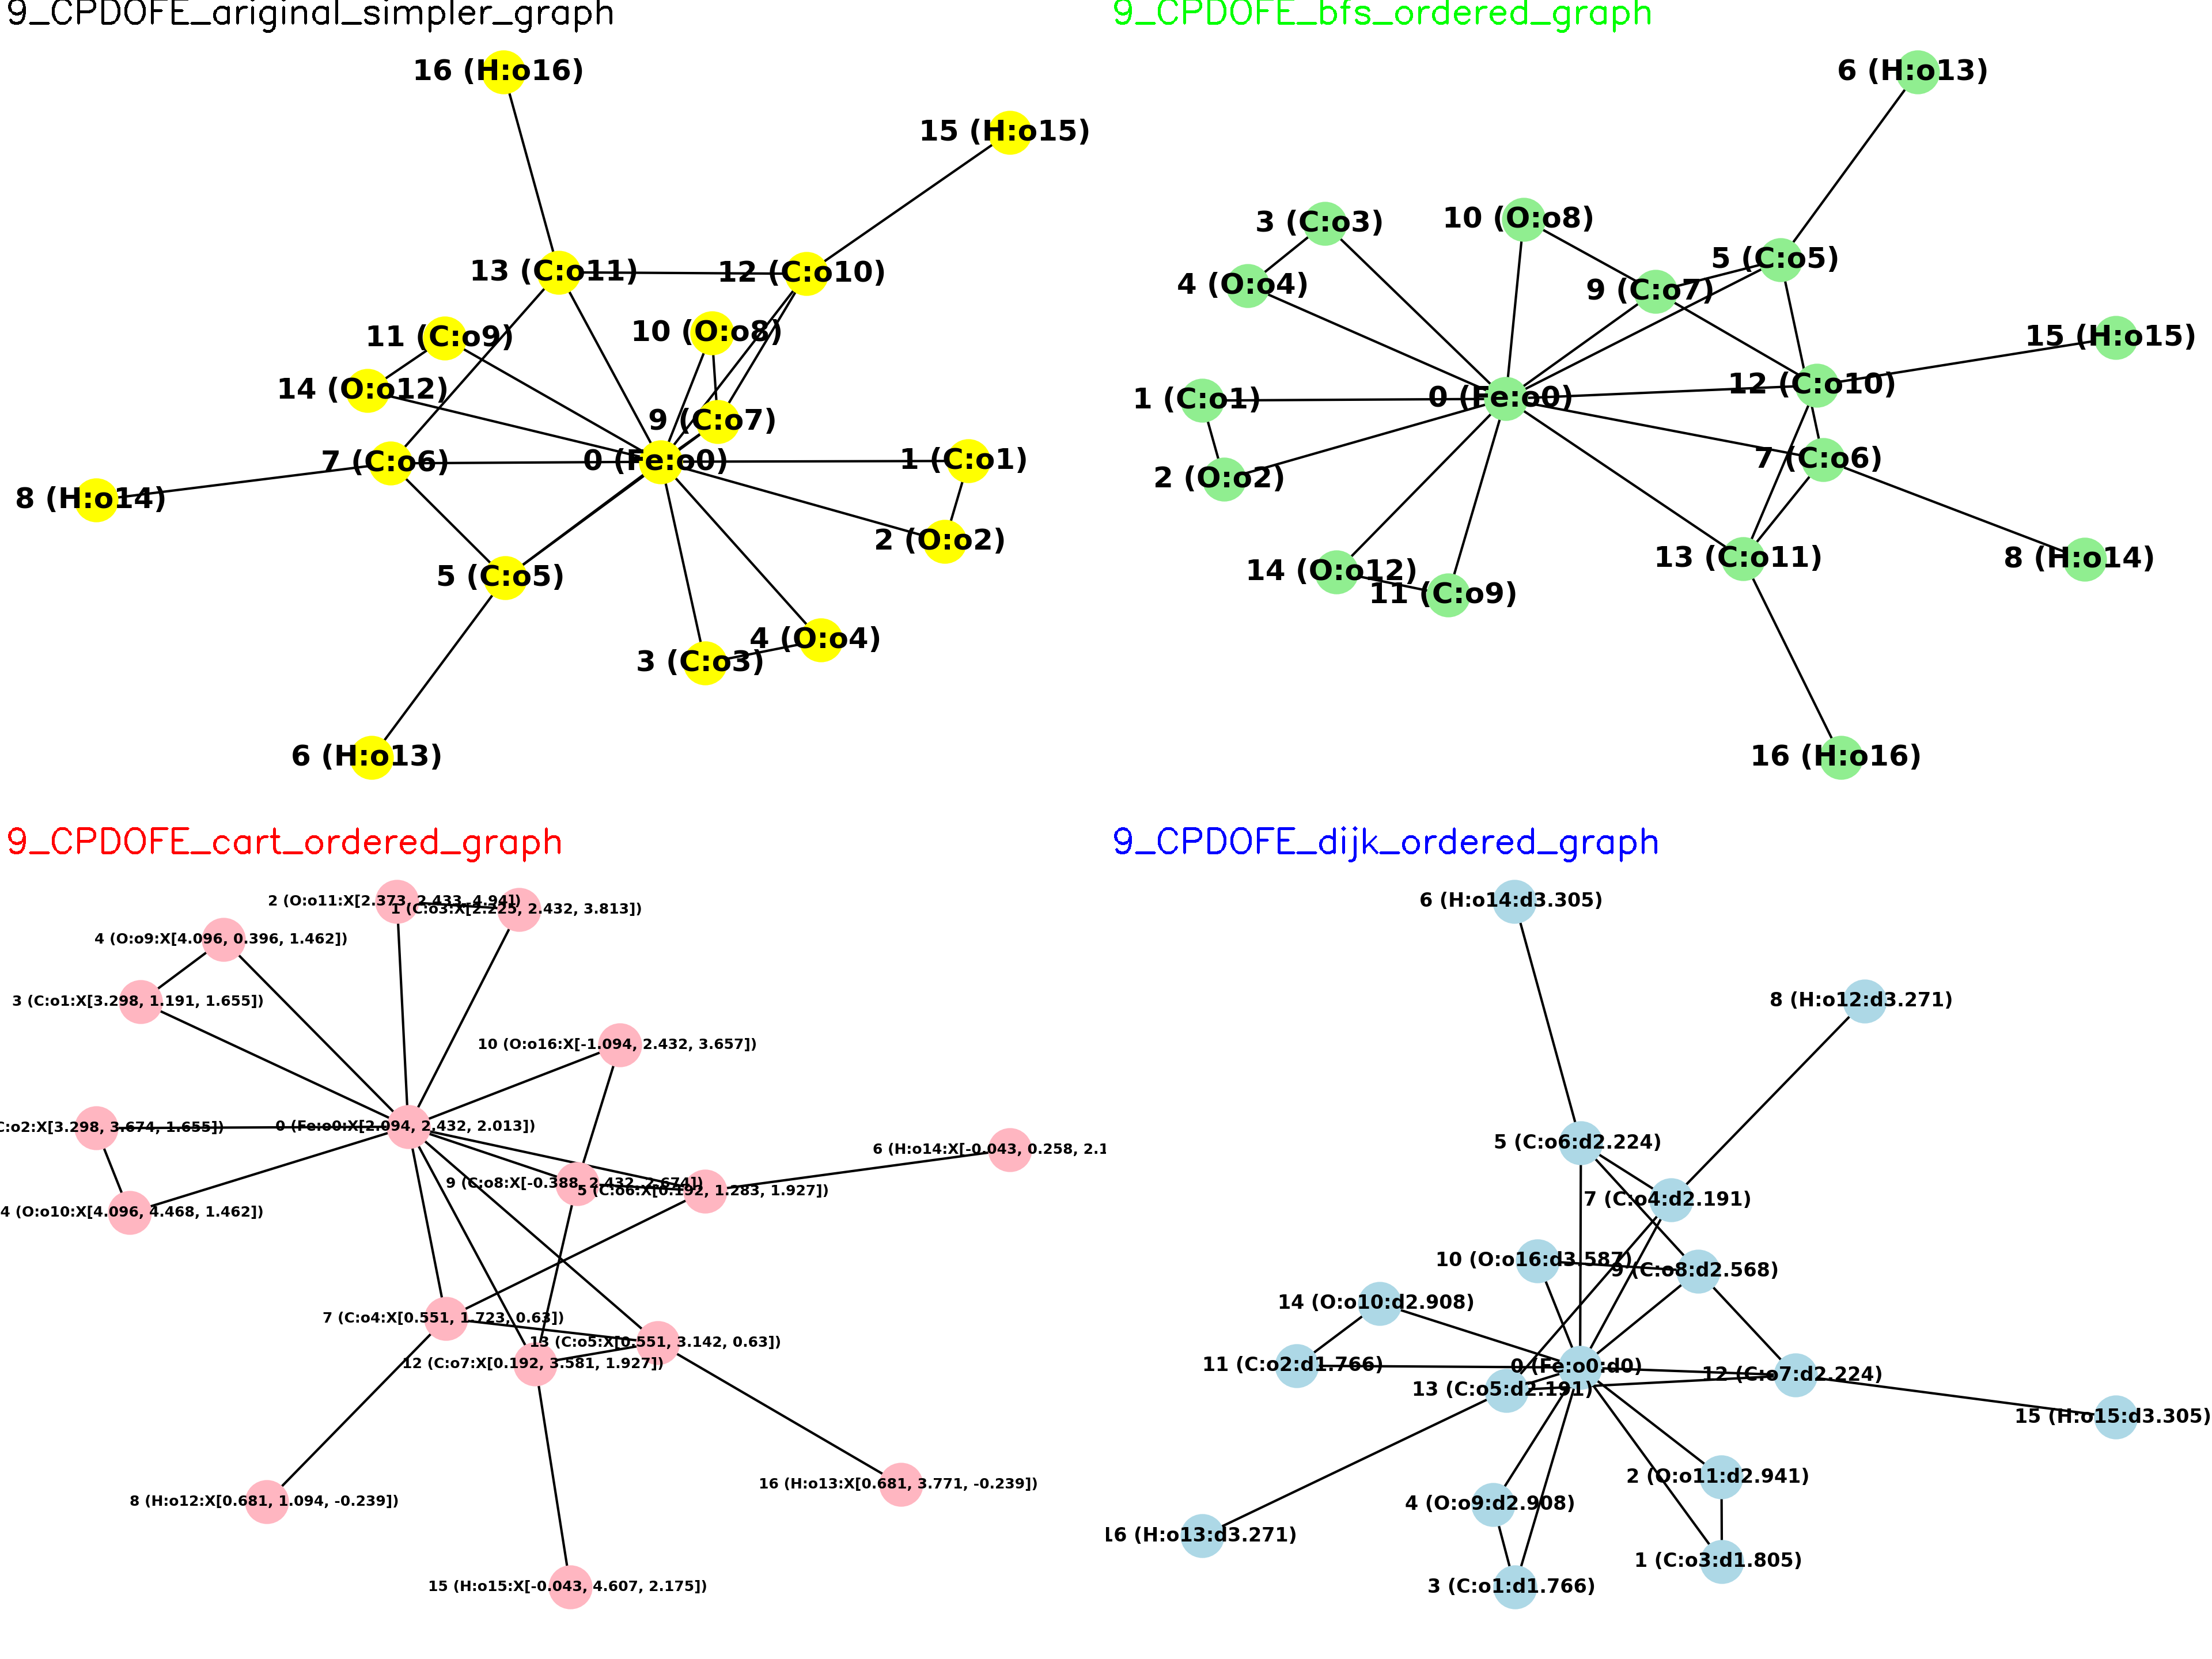 9_CPDOFE_ariginal_simpler_graph
16 (H:o16)
15 (H:o15)
13 (C:o11)
12 (C:o10)
11 (C:o9)
10 (O:o8)
14 (O:o12)
9 (C:o7)
7 (C:o6)
0 (Fe:o0)
1 (C:o1)
8 (H:o14)
2 (O:o2)
5 (C:o5)
4 (O:o4)
3 (C:o3)
6 (H:o13)
9_CPDOFE_bfs_ordered_graph
6 (H:o13)
3 (C:o3)
10 (O:o8)
5 (C:o5)
4 (O:o4)
9 (C:o7)
15 (H:o15)
12 (C:o10)
1 (C:o1)
0 (Fe:o0)
7 (C:o6)
2 (O:o2)
13 (C:o11)
8 (H:o14)
14 (O:o12)
11 (C:o9)
16 (H:o16)
9_CPDOFE_cart_ordered_graph
2 (O:o11:X[2.373, 2.433, 4.94])
1 (C:o3:X[2.225, 2.432, 3.813])
4 (O:o9:X[4.096, 0.396, 1.462])
3 (C:o1:X[3.298, 1.191, 1.655])
10 (O:o16:X[-1.094, 2.432, 3.657])
C:o2:X[3.298, 3.674, 1.655])
0 (Fe:o0:X[2.094, 2.432, 2.013])
6 (H:o14:X[-0.043, 0.258, 2.1
9 (C:o8:X[-0.388, 2.432, 2.674])
5 (C:o6:X[0.192, 1.283, 1.927])
4 (O:o10:X[4.096, 4.468, 1.462])
7 (C:o4:X[0.551, 1.723, 0.63])
13 (C:o5:X[0.551, 3.142, 0.63])
12 (C:o7:X[0.192, 3.581, 1.927])
16 (H:o13:X[0.681, 3.771, -0.239])
8 (H:o12:X[0.681, 1.094, -0.239])
15 (H:o15:X[-0.043, 4.607, 2.175])
9_CPDOFE_dijk_ordered_graph
6 (H:o14:d3.305)
8 (H:o12:d3.271)
5 (C:o6:d2.224)
7 (C:o4:d2.191)
10 (O:o16:d3.587)
9 (C:o8:d2.568)
14 (O:o10:d2.908)
11 (C:o2:d1.766)
0 (Fe:o0:d0)
12 (C:o7:d2.224)
13 (C:o5:d2.191)
15 (H:o15:d3.305)
2 (O:o11:d2.941)
4 (O:o9:d2.908)
16 (H:o13:d3.271)
1 (C:o3:d1.805)
3 (C:o1:d1.766)